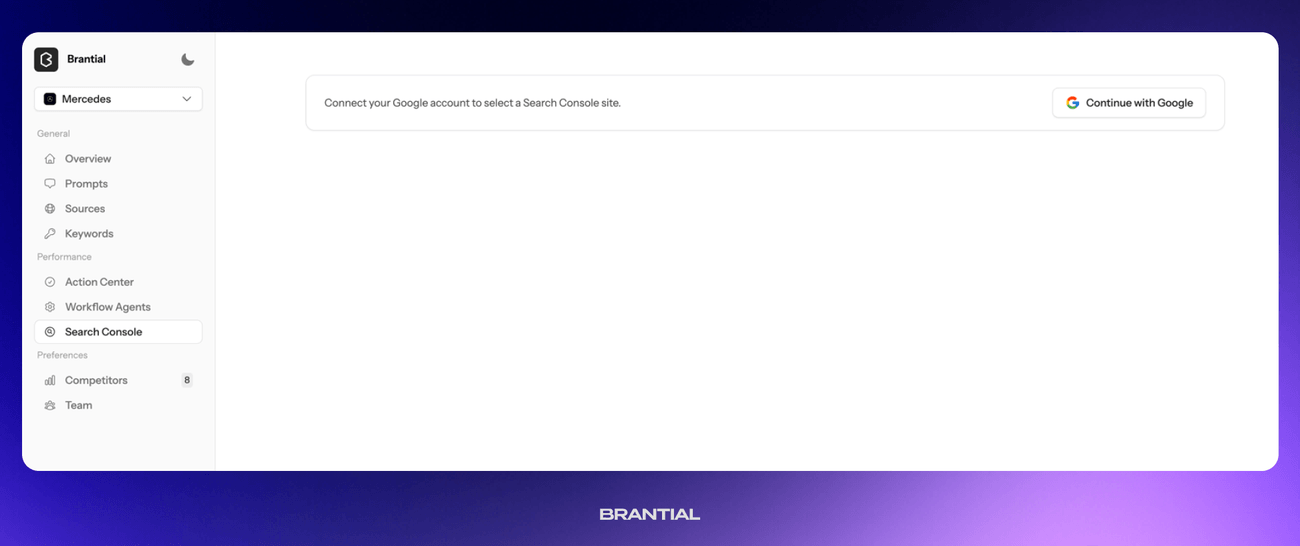 Brantial
Mercedes
General
Overview
Prompts
Sources
Keywords
Performance
Action Center
Workflow Agents
Search Console
Preferences
Competitors 8
Team
Connect your Google account to select a Search Console site.
Continue with Google
BRANTIAL